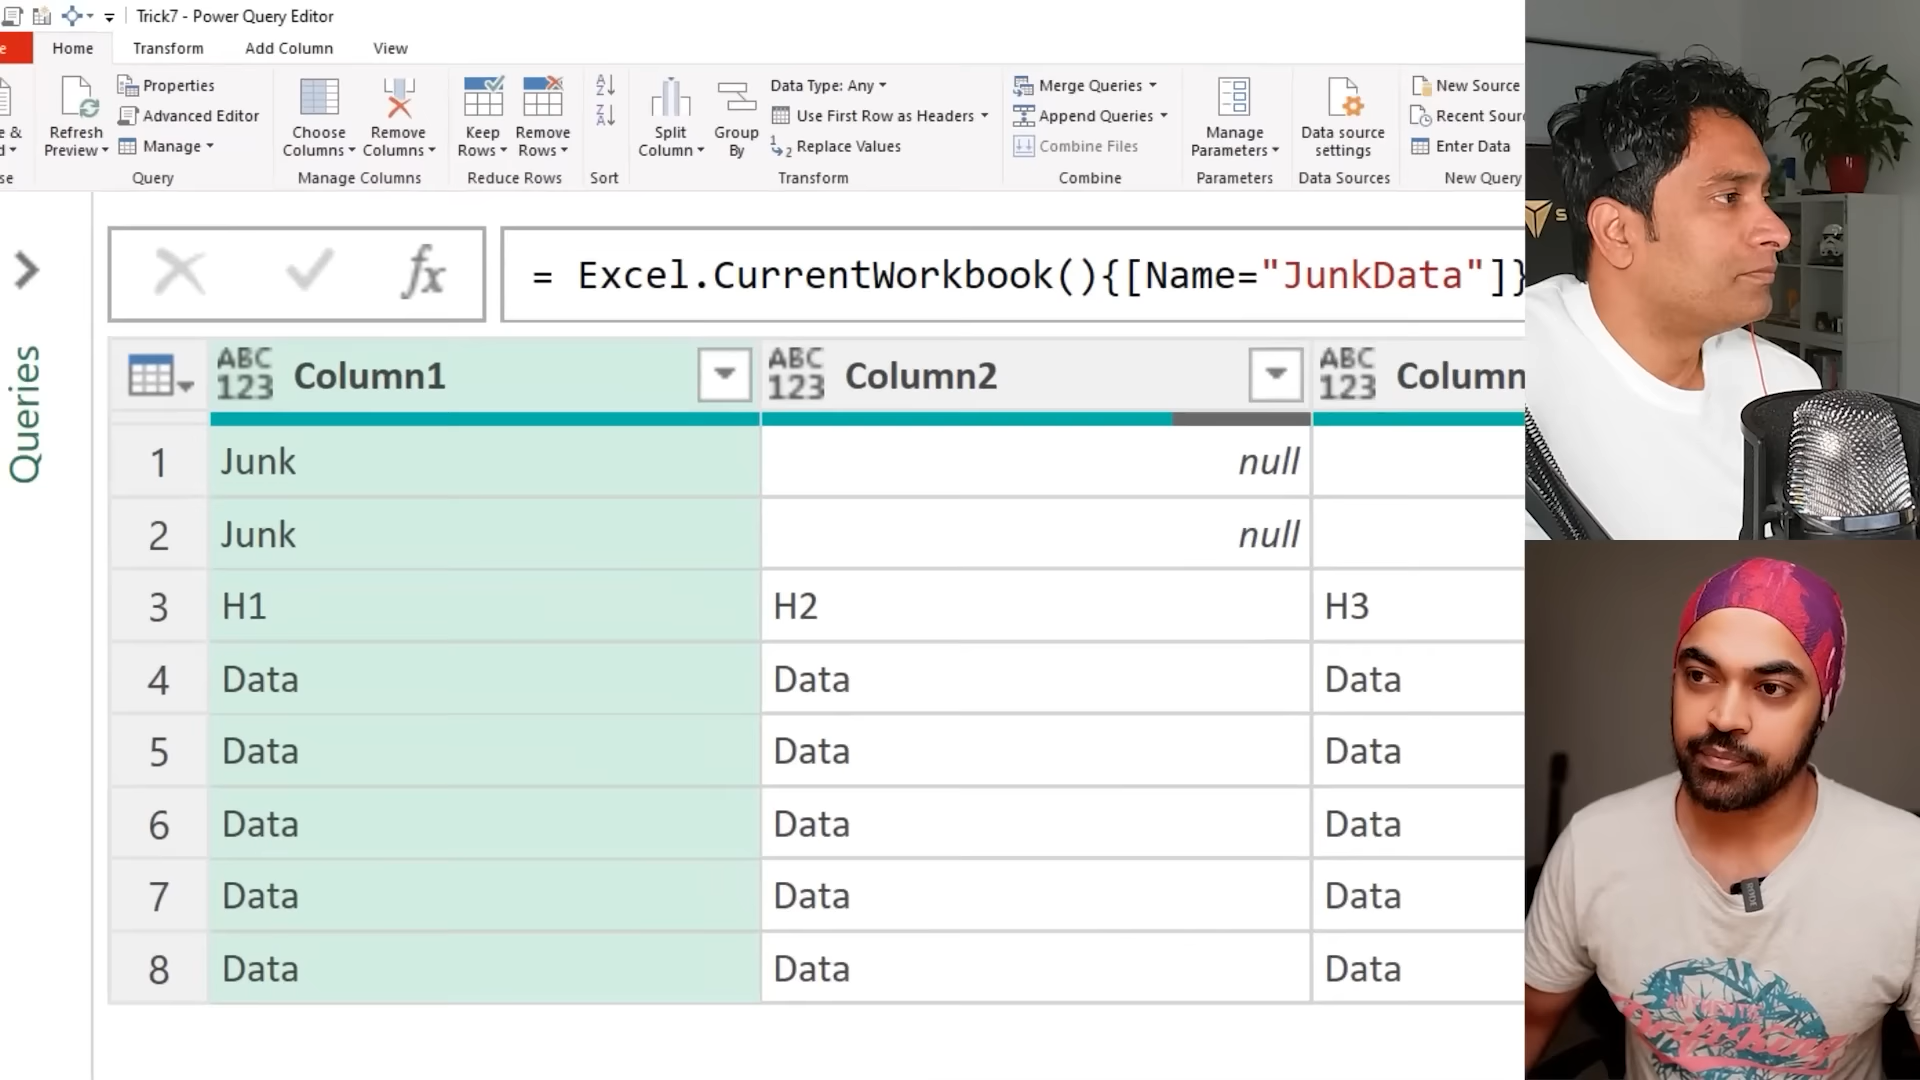 Trick7 - Power Query Editor
Home Transform Add Column View
Refresh Preview
Properties
Advanced Editor
Manage
Query
Choose Columns
Remove Columns
Manage Columns
Keep Rows
Remove Rows
Reduce Rows
Sort
Split Column
Group By
Data Type: Any
Use First Row as Headers
Replace Values
Transform
Merge Queries
Append Queries
Combine Files
Combine
Manage Parameters
Parameters
Data source settings
Data Sources
New Source
Recent Sour
Enter Data
New Query
fx
= Excel.CurrentWorkbook(){[Name="JunkData"]}
Queries
ABC 123 Column1 ABC 123 Column2 ABC 123 Column
1 Junk null
2 Junk null
3 H1 H2 H3
4 Data Data Data
5 Data Data Data
6 Data Data Data
7 Data Data Data
8 Data Data Data